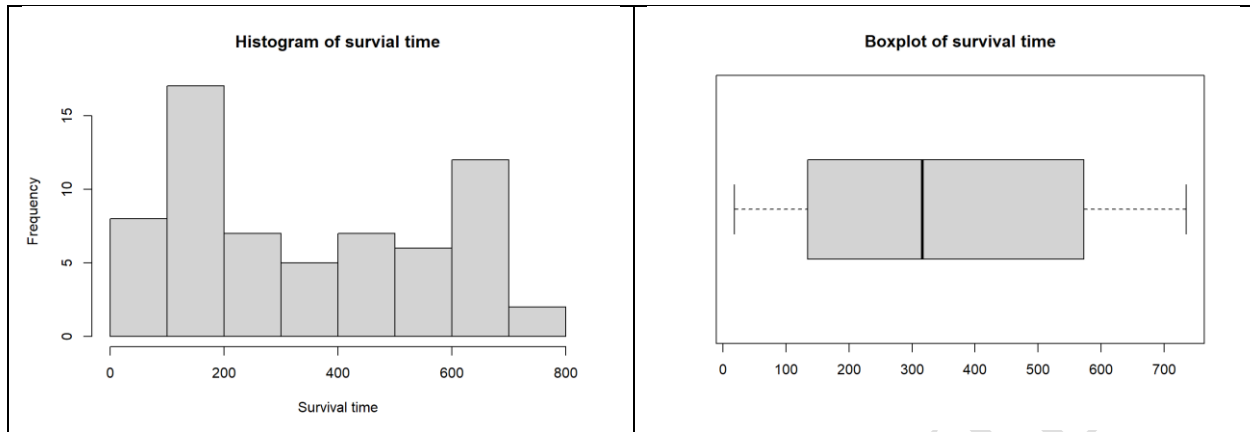 Histogram of survial time
15
10
5
0
Frequency
0 200 400 600 800
Survival time
Boxplot of survival time
0 100 200 300 400 500 600 700